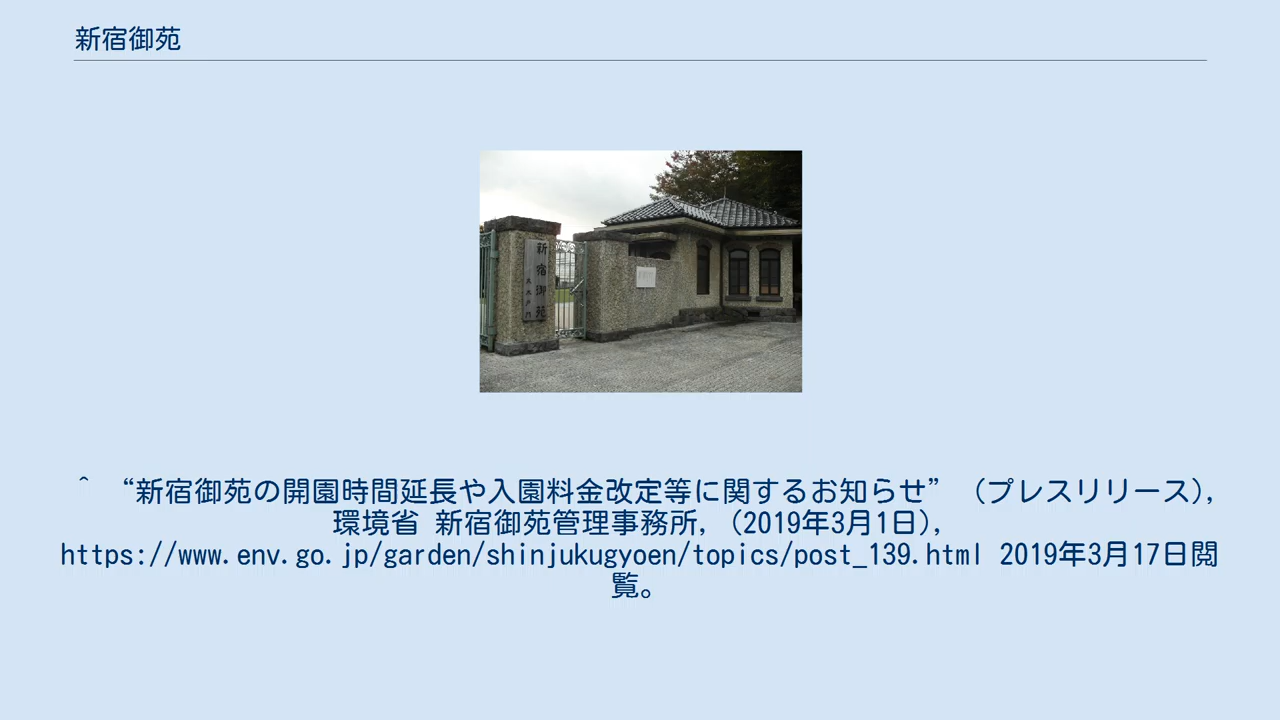 新宿御苑
新宿御苑
＾ “新宿御苑の開園時間延長や入園料金改定等に関するお知らせ” （プレスリリース），
環境省 新宿御苑管理事務所， （2019年3月1日），
https://www.env.go.jp/garden/shinjukugyoen/topics/post_139.html 2019年3月17日閲
覧。